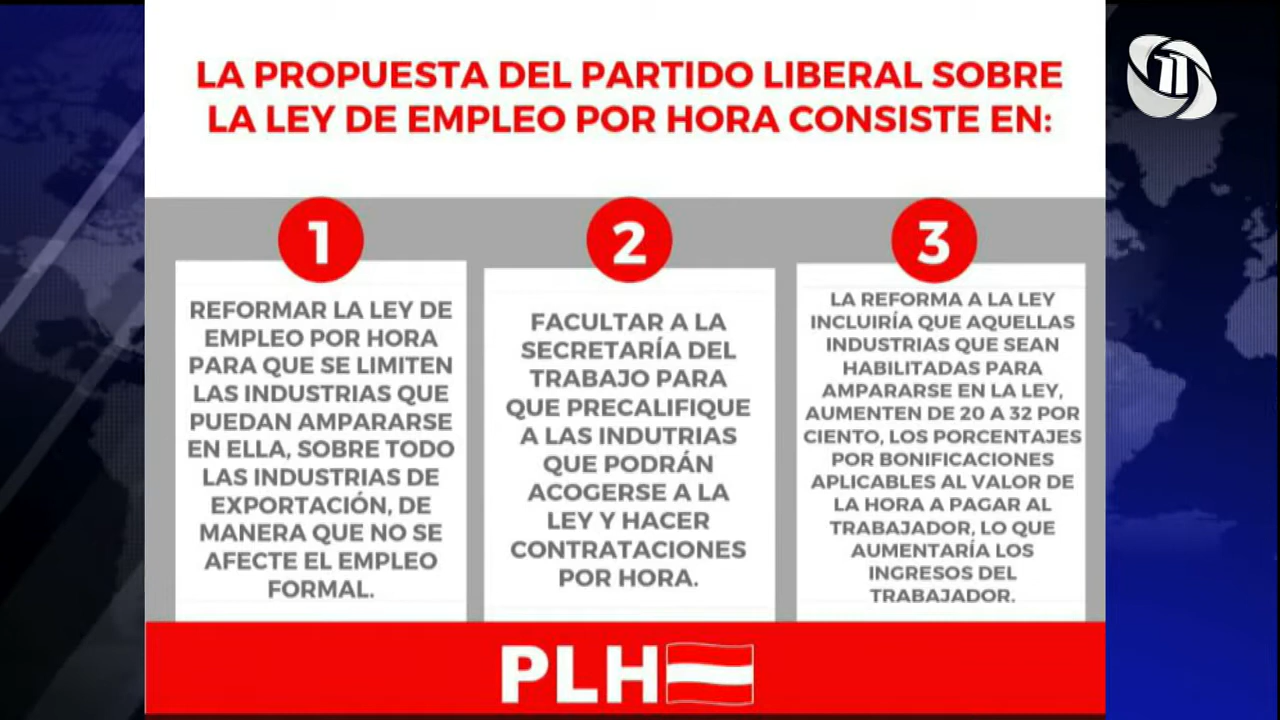 LA PROPUESTA DEL PARTIDO LIBERAL SOBRE
LA LEY DE EMPLEO POR HORA CONSISTE EN:
11
1
REFORMAR LA LEY DE
EMPLEO POR HORA
PARA QUE SE LIMITEN
LAS INDUSTRIAS QUE
PUEDAN AMPARARSE
EN ELLA, SOBRE TODO
LAS INDUSTRIAS DE
EXPORTACIÓN, DE
MANERA QUE NO SE
AFECTE EL EMPLEO
FORMAL.
2
FACULTAR A LA
SECRETARÍA DEL
TRABAJO PARA
QUE PRECALIFIQUE
A LAS INDUTRIAS
QUE PODRÁN
ACOGERSE A LA
LEY Y HACER
CONTRATACIONES
POR HORA.
3
LA REFORMA A LA LEY
INCLUIRÍA QUE AQUELLAS
INDUSTRIAS QUE SEAN
HABILITADAS PARA
AMPARARSE EN LA LEY,
AUMENTEN DE 20 A 32 POR
CIENTO, LOS PORCENTAJES
POR BONIFICACIONES
APLICABLES AL VALOR DE
LA HORA A PAGAR AL
TRABAJADOR, LO QUE
AUMENTARÍA LOS
INGRESOS DEL
TRABAJADOR.
PLH